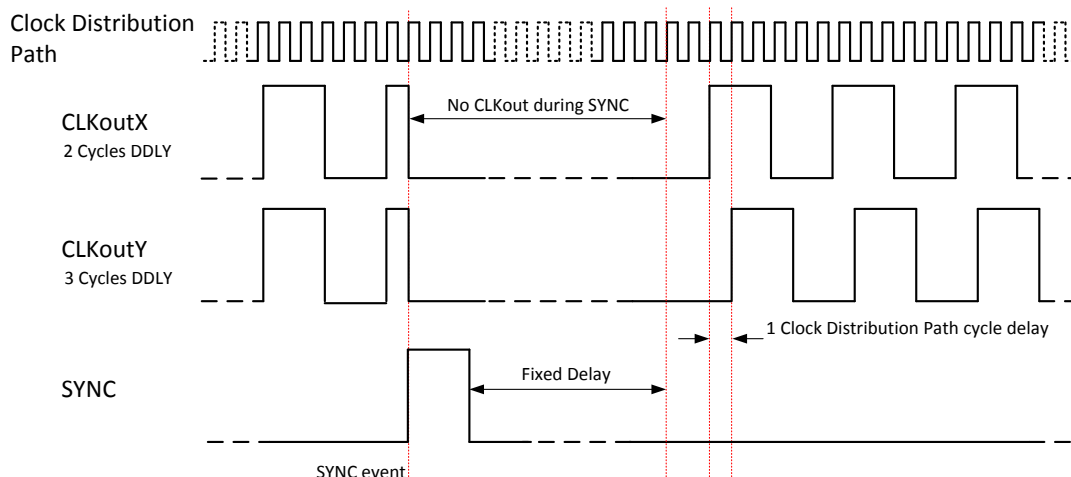 Clock Distribution
Path
No CLKout during SYNC
CLKoutX
2 Cycles DDLY
CLKoutY
3 Cycles DDLY
1 Clock Distribution Path cycle delay
Fixed Delay
SYNC
SYNC event